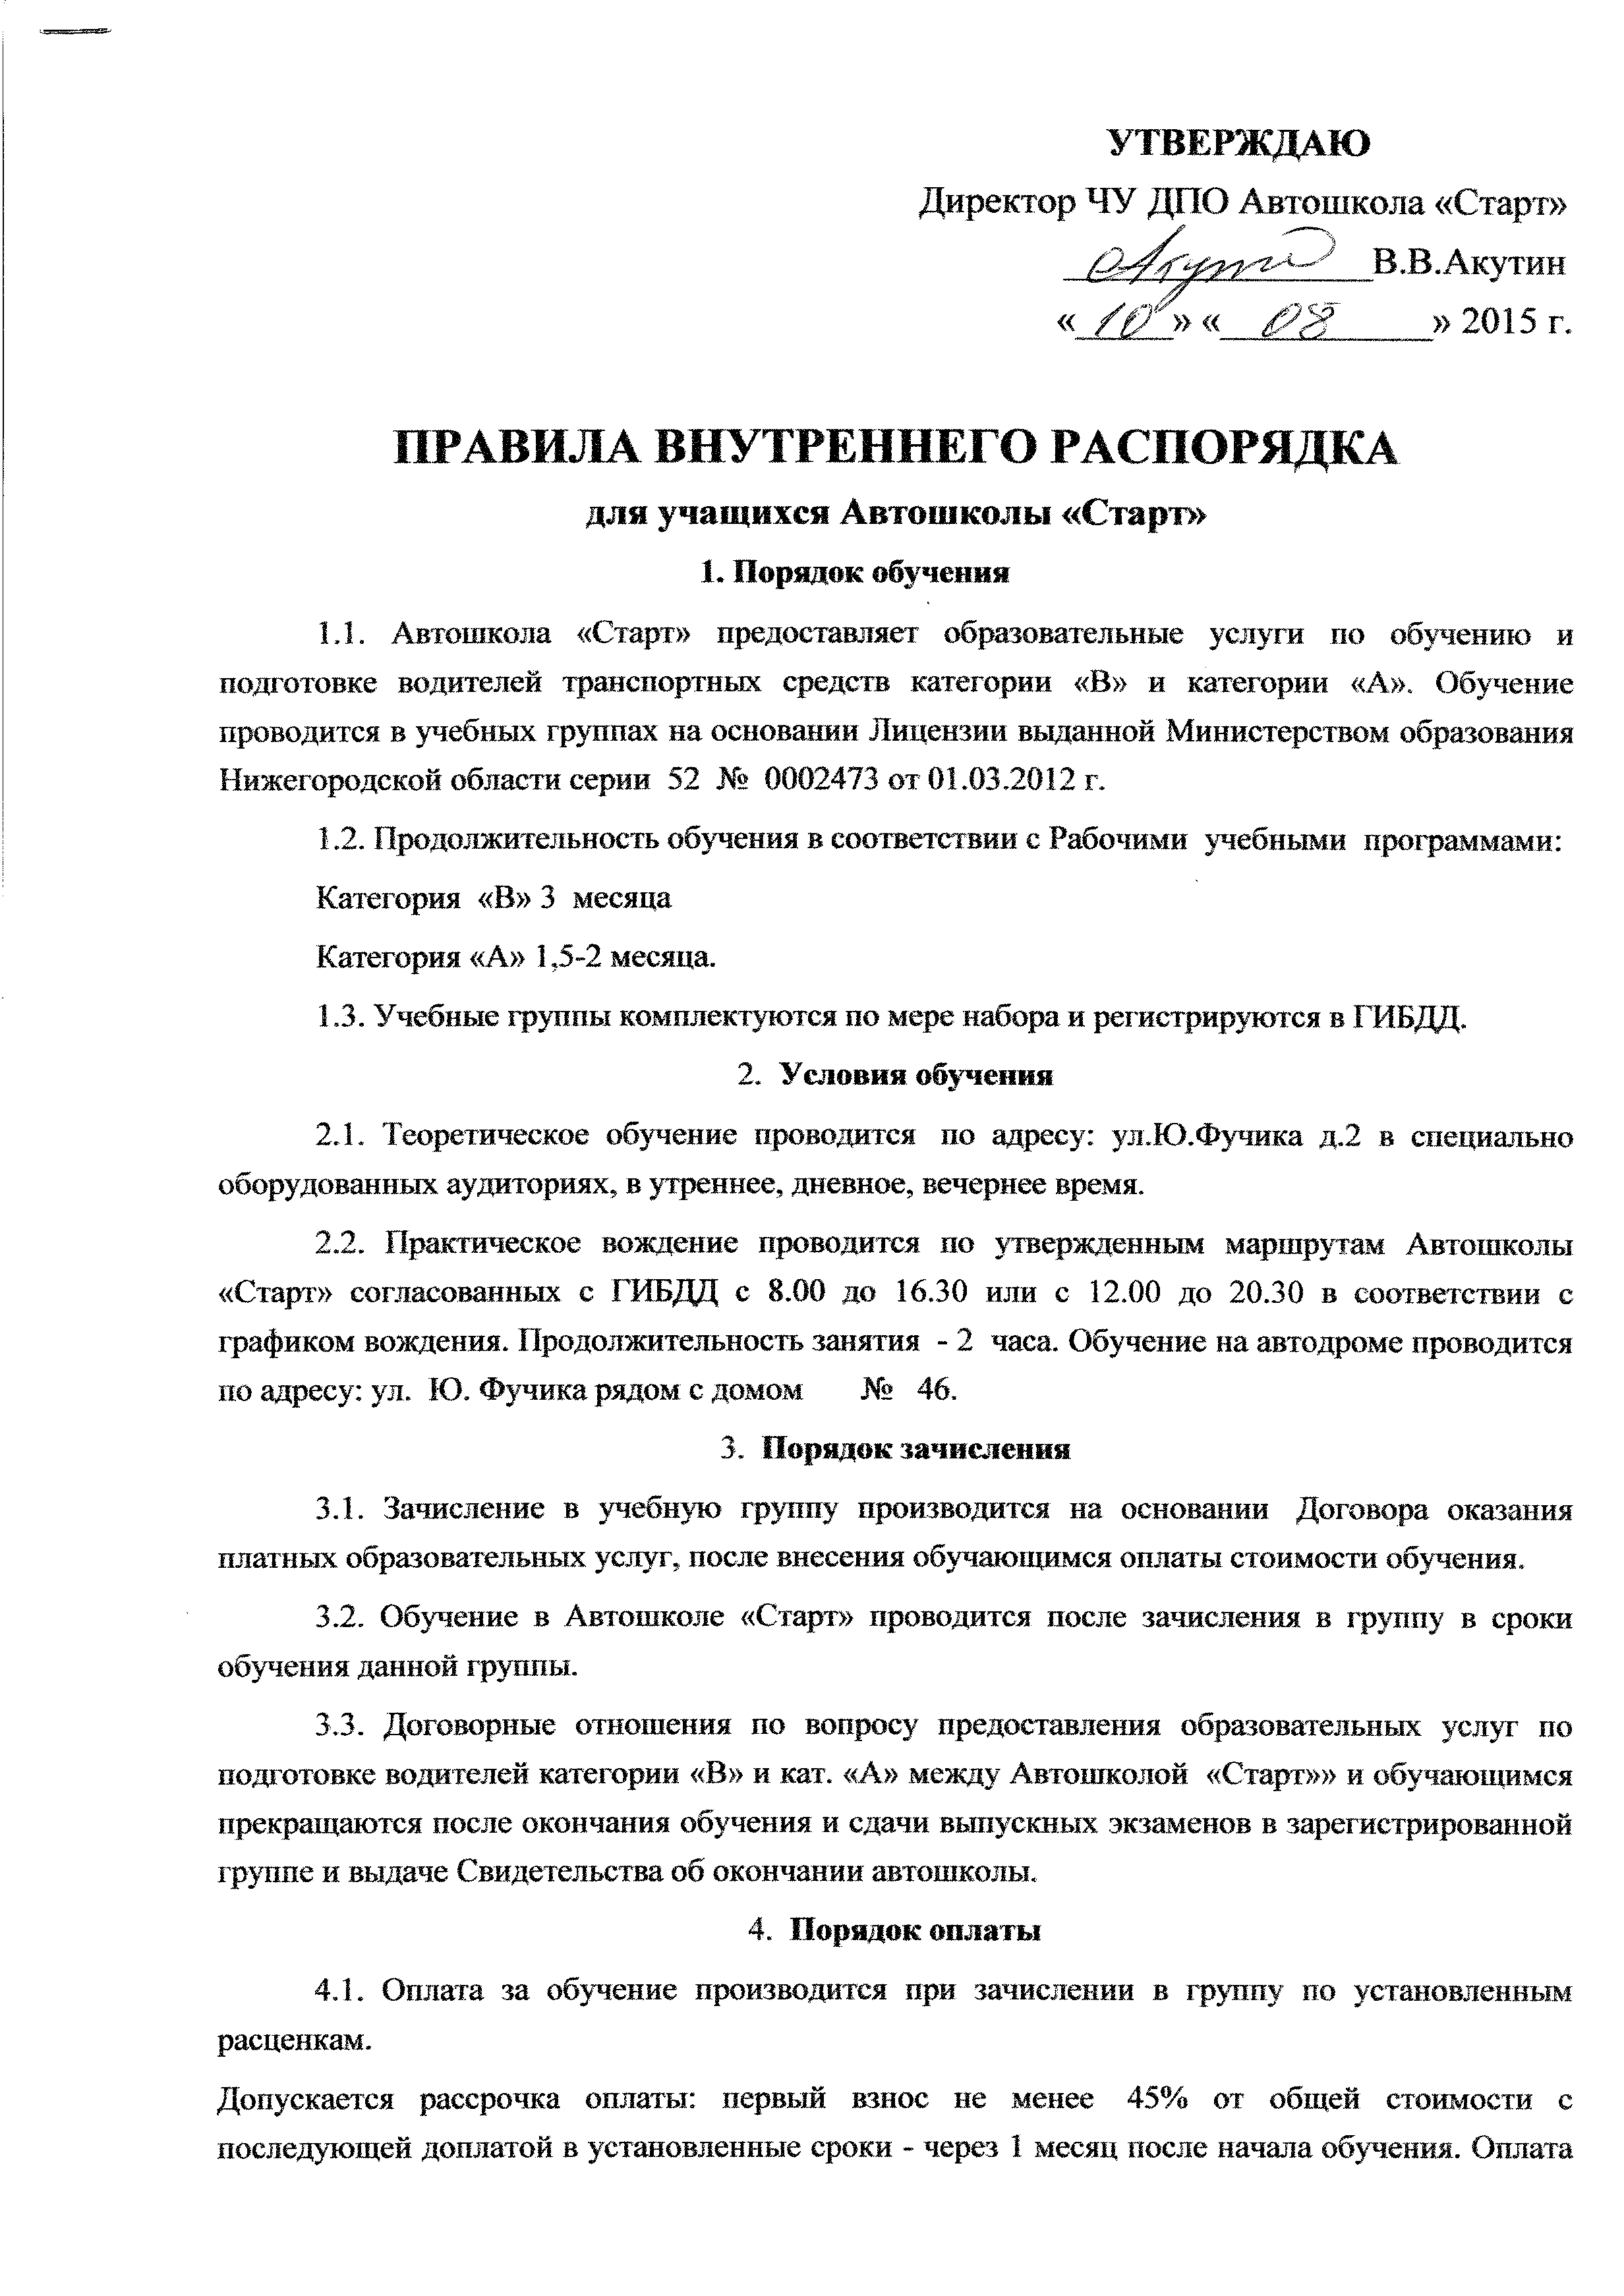 УТВЕРЖДАЮ
Директор ЧУ ДПО Автошкола «Старт»
Акутин В.В.Акутин
«10» «08» 2015 г.
ПРАВИЛА ВНУТРЕННЕГО РАСПОРЯДКА
для учащихся Автошколы «Старт»
1. Порядок обучения
1.1. Автошкола «Старт» предоставляет образовательные услуги по обучению и
подготовке водителей транспортных средств категории «В» и категории «А». Обучение
проводится в учебных группах на основании Лицензии выданной Министерством образования
Нижегородской области серии 52 № 0002473 от 01.03.2012 г.
1.2. Продолжительность обучения в соответствии с Рабочими учебными программами:
Категория «В» 3 месяца
Категория «А» 1,5-2 месяца.
1.3. Учебные группы комплектуются по мере набора и регистрируются в ГИБДД.
2. Условия обучения
2.1. Теоретическое обучение проводится по адресу: ул.Ю.Фучика д.2 в специально
оборудованных аудиториях, в утреннее, дневное, вечернее время.
2.2. Практическое вождение проводится по утвержденным маршрутам Автошколы
«Старт» согласованных с ГИБДД с 8.00 до 16.30 или с 12.00 до 20.30 в соответствии с
графиком вождения. Продолжительность занятия - 2 часа. Обучение на автодроме проводится
по адресу: ул. Ю. Фучика рядом с домом № 46.
3. Порядок зачисления
3.1. Зачисление в учебную группу производится на основании Договора оказания
платных образовательных услуг, после внесения обучающимся оплаты стоимости обучения.
3.2. Обучение в Автошколе «Старт» проводится после зачисления в группу в сроки
обучения данной группы.
3.3. Договорные отношения по вопросу предоставления образовательных услуг по
подготовке водителей категории «В» и кат. «А» между Автошколой «Старт»» и обучающимся
прекращаются после окончания обучения и сдачи выпускных экзаменов в зарегистрированной
группе и выдаче Свидетельства об окончании автошколы.
4. Порядок оплаты
4.1. Оплата за обучение производится при зачислении в группу по установленным
расценкам.
Допускается рассрочка оплаты: первый взнос не менее 45% от общей стоимости с
последующей доплатой в установленные сроки - через 1 месяц после начала обучения. Оплата